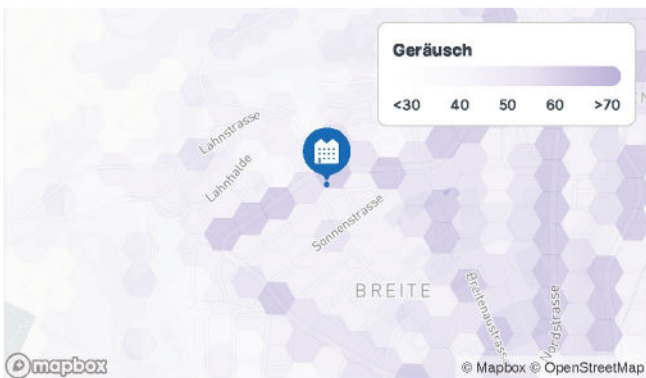 Geräusch
<30 40 50 60 >70
Lahnstrasse
Lahnhalde
Sonnenstrasse
BREITE
Breitenaustrasse
Nordstrasse
mapbox
© Mapbox © OpenStreetMap